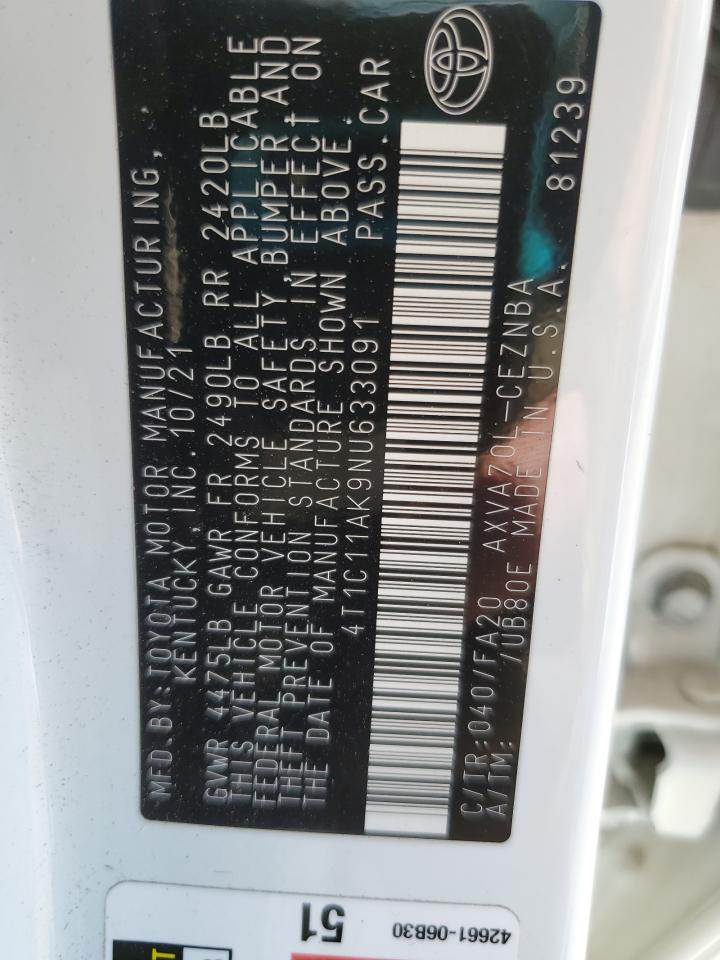 MFD.BY:TOYOTA MOTOR MANUFACTURING,
KENTUCKY, INC. 10/21
GVWR 4475LB GAWR FR 2490LB RR 2420LB
THIS VEHICLE CONFORMS TO ALL APPLICABLE
FEDERAL MOTOR VEHICLE SAFETY, BUMPER AND
THEFT PREVENTION STANDARDS IN EFFECT ON
THE DATE OF MANUFACTURE SHOWN ABOVE.
4T1C11AK9NU633091 PASS.CAR
C/TR:040/FA20 AXVA70L-CEZNBA
A/TM: /UB80E MADE IN U.S.A. 81239
51
42661-06B30